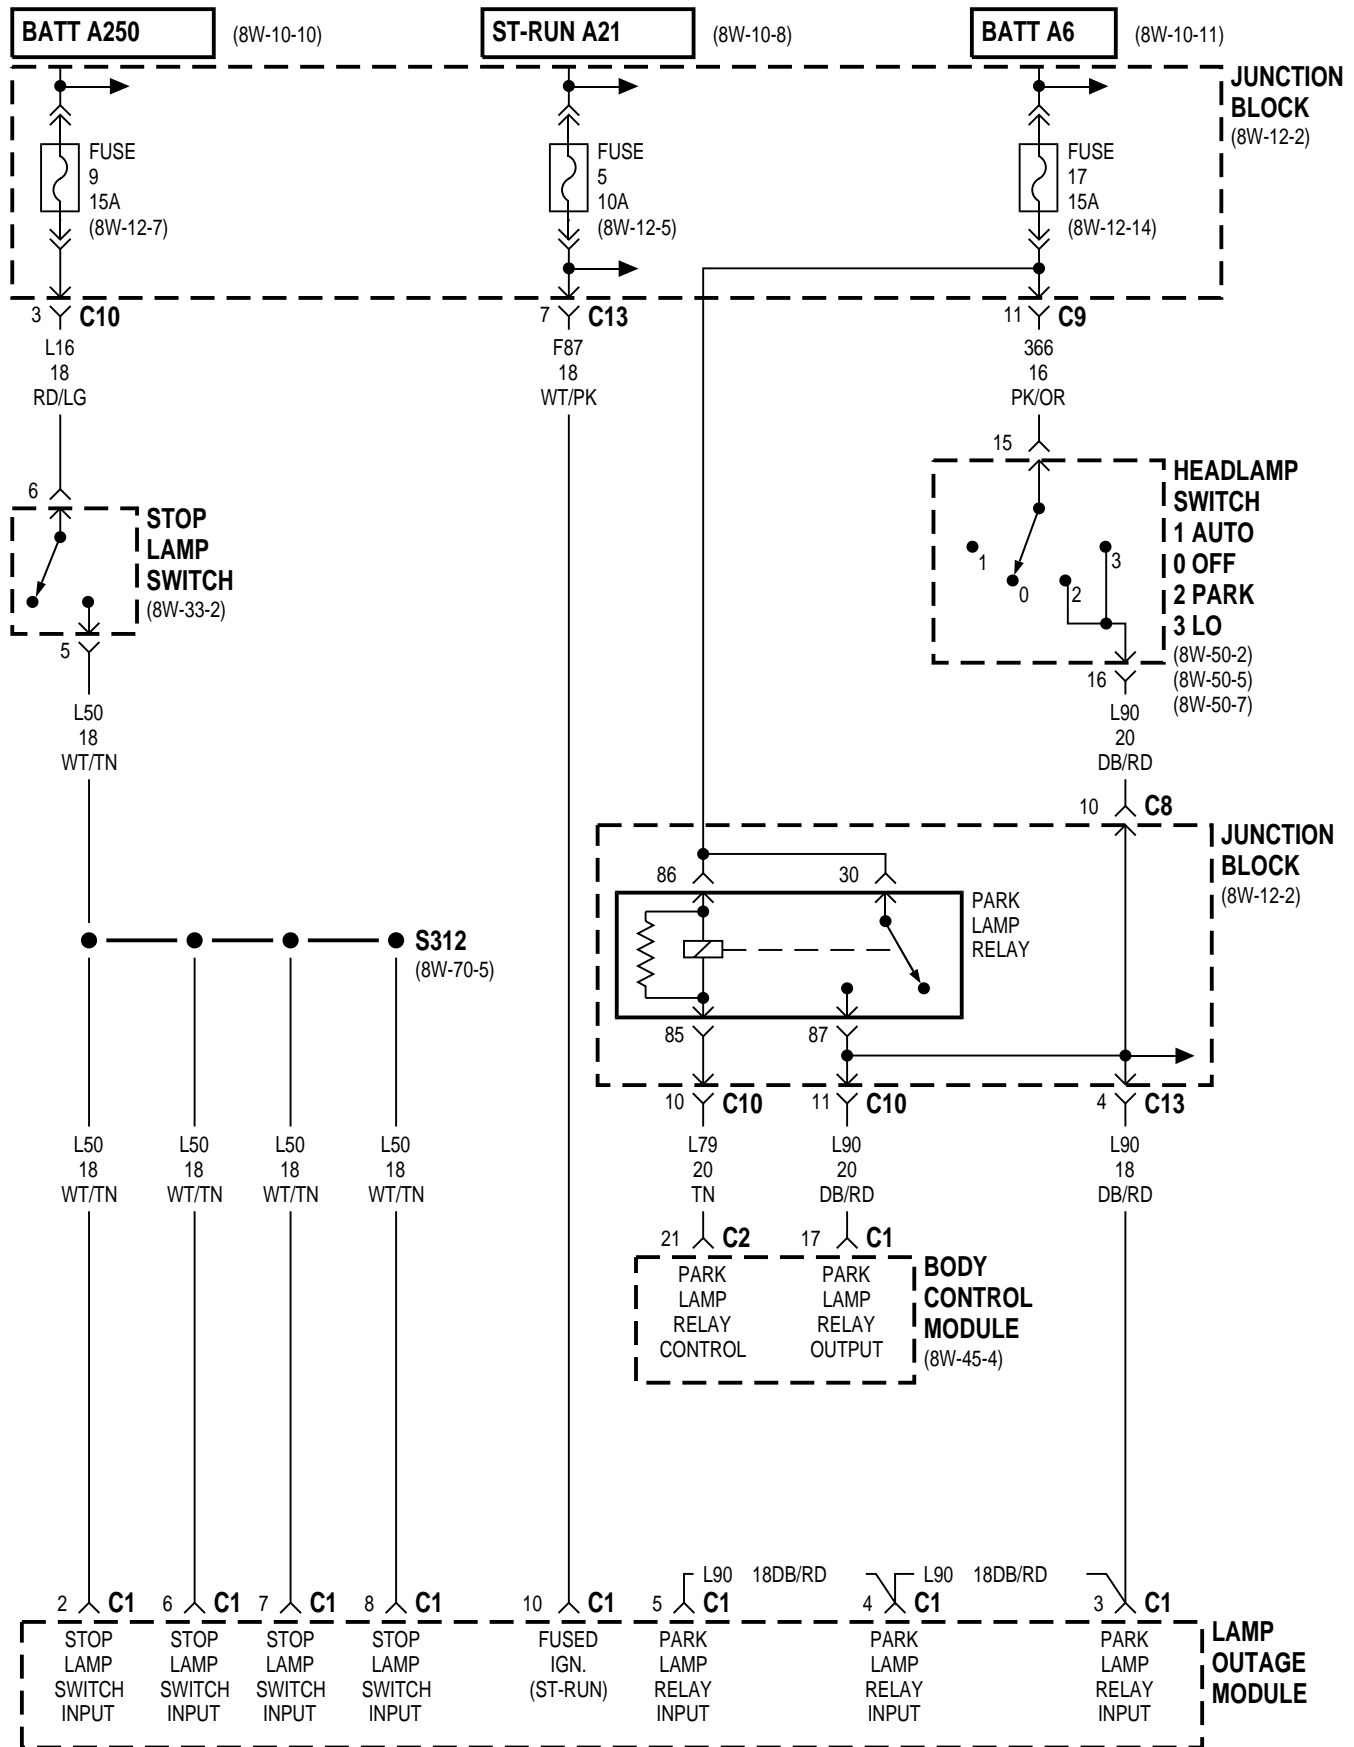 BATT A250 (8W-10-10) ST-RUN A21 (8W-10-8) BATT A6 (8W-10-11)
JUNCTION
BLOCK
(8W-12-2)
FUSE
9
15A
(8W-12-7)
FUSE
5
10A
(8W-12-5)
FUSE
17
15A
(8W-12-14)
3 C10
7 C13
11 C9
L16
18
RD/LG
F87
18
WT/PK
366
16
PK/OR
6
STOP
LAMP
SWITCH
(8W-33-2)
5
15
HEADLAMP
SWITCH
1 AUTO
0 OFF
2 PARK
3 LO
(8W-50-2)
(8W-50-5)
(8W-50-7)
1
0
2
3
16
L50
18
WT/TN
L90
20
DB/RD
10 C8
JUNCTION
BLOCK
(8W-12-2)
86
30
PARK
LAMP
RELAY
85
87
S312
(8W-70-5)
10 C10
11 C10
4 C13
L50
18
WT/TN
L50
18
WT/TN
L50
18
WT/TN
L50
18
WT/TN
L79
20
TN
L90
20
DB/RD
L90
18
DB/RD
21 C2
17 C1
PARK
LAMP
RELAY
CONTROL
PARK
LAMP
RELAY
OUTPUT
BODY
CONTROL
MODULE
(8W-45-4)
L90 18DB/RD
L90 18DB/RD
2 C1
6 C1
7 C1
8 C1
10 C1
5 C1
4 C1
3 C1
STOP
LAMP
SWITCH
INPUT
STOP
LAMP
SWITCH
INPUT
STOP
LAMP
SWITCH
INPUT
STOP
LAMP
SWITCH
INPUT
FUSED
IGN.
(ST-RUN)
PARK
LAMP
RELAY
INPUT
PARK
LAMP
RELAY
INPUT
PARK
LAMP
RELAY
INPUT
LAMP
OUTAGE
MODULE